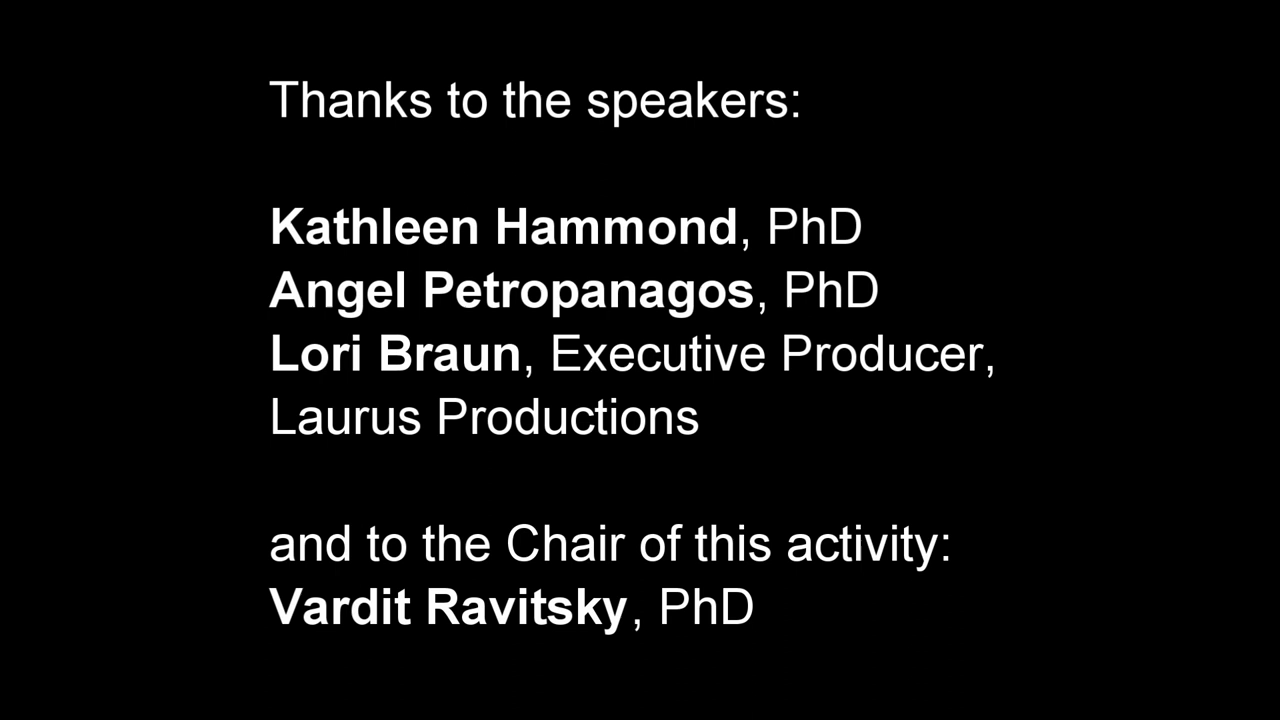 Thanks to the speakers:
Kathleen Hammond, PhD
Angel Petropanagos, PhD
Lori Braun, Executive Producer,
Laurus Productions
and to the Chair of this activity:
Vardit Ravitsky, PhD